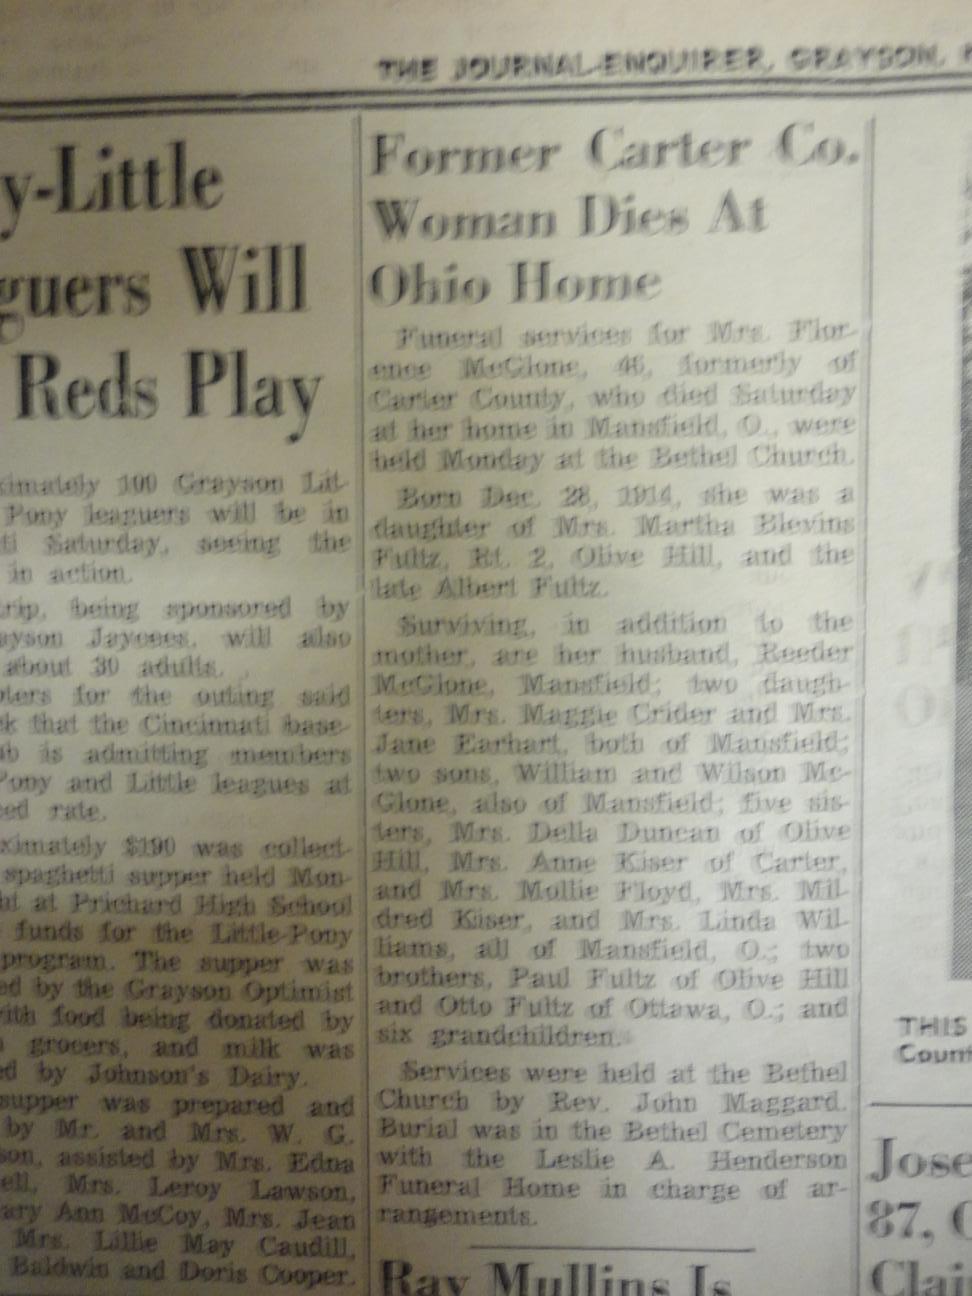 THE JOURNAL-ENQUIRER, GRAYSON,
y-Little
guers Will
Reds Play
ximately 100 Grayson Lit-
Pony leaguers will be in
ti Saturday, seeing the
in action.
trip, being sponsored by
ayson Jaycees, will also
about 30 adults.
oters for the outing said
k that the Cincinnati base-
ub is admitting members
Pony and Little leagues at
ced rate.
ximately $190 was collect-
spaghetti supper held Mon-
ht at Prichard High School
funds for the Little-Pony
program. The supper was
ed by the Grayson Optimist
with food being donated by
grocers, and milk was
ed by Johnson's Dairy.
supper was prepared and
by Mr. and Mrs. W. G.
son, assisted by Mrs. Edna
ell, Mrs. Leroy Lawson,
ary Ann McCoy, Mrs. Jean
Mrs. Lillie May Caudill,
Baldwin and Doris Cooper.
Former Carter Co.
Woman Dies At
Ohio Home
Funeral services for Mrs. Flor-
ence McGlone, 46, formerly of
Carter County, who died Saturday
at her home in Mansfield, O., were
held Monday at the Bethel Church.
Born Dec. 28, 1914, she was a
daughter of Mrs. Martha Blevins
Fultz, Rt. 2, Olive Hill, and the
late Albert Fultz.
Surviving, in addition to the
mother, are her husband, Reeder
McGlone, Mansfield; two daugh-
ters, Mrs. Maggie Crider and Mrs.
Jane Earhart, both of Mansfield;
two sons, William and Wilson Mc-
Glone, also of Mansfield; five sis-
ters, Mrs. Della Duncan of Olive
Hill, Mrs. Anne Kiser of Carter,
and Mrs. Mollie Floyd, Mrs. Mil-
dred Kiser, and Mrs. Linda Wil-
liams, all of Mansfield, O.; two
brothers, Paul Fultz of Olive Hill
and Otto Fultz of Ottawa, O.; and
six grandchildren.
Services were held at the Bethel
Church by Rev. John Maggard.
Burial was in the Bethel Cemetery
with the Leslie A. Henderson
Funeral Home in charge of ar-
rangements.
Ray Mullins Is
THIS
Count
Jose
87, C
Clai